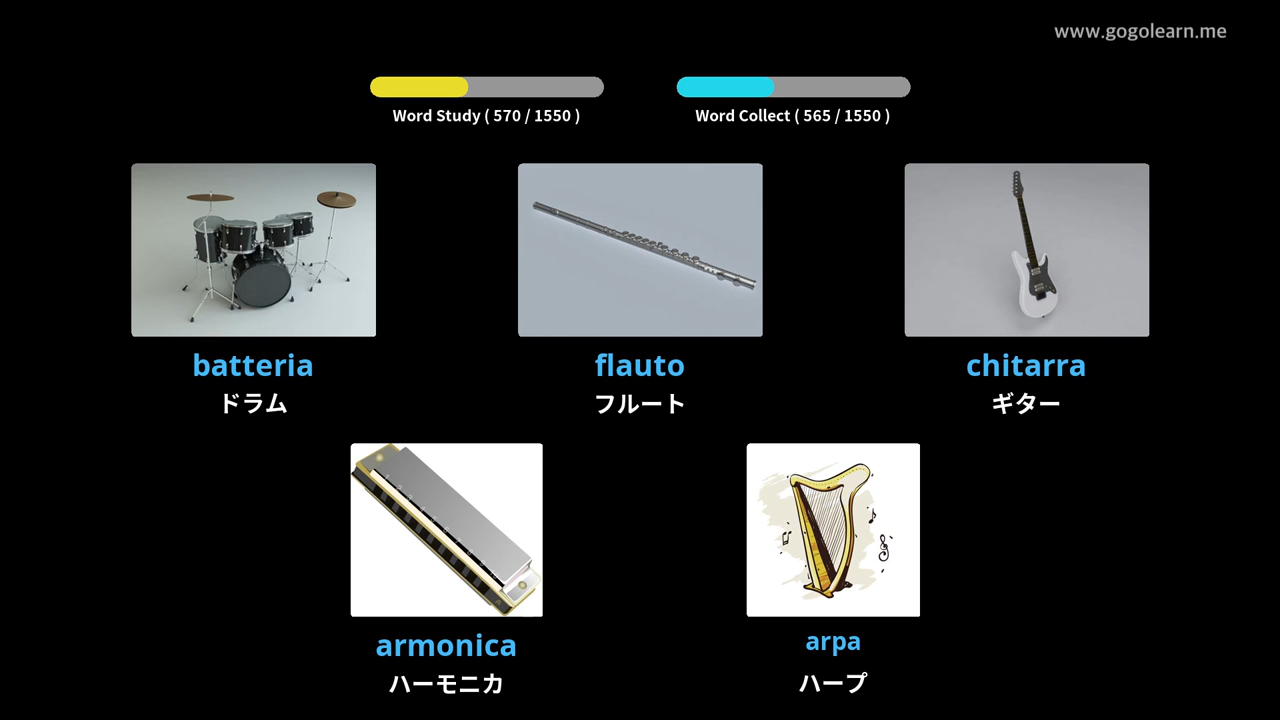 www.gogolearn.me
Word Study ( 570 / 1550 )
Word Collect ( 565 / 1550 )
batteria
ドラム
flauto
フルート
chitarra
ギター
armonica
ハーモニカ
arpa
ハープ